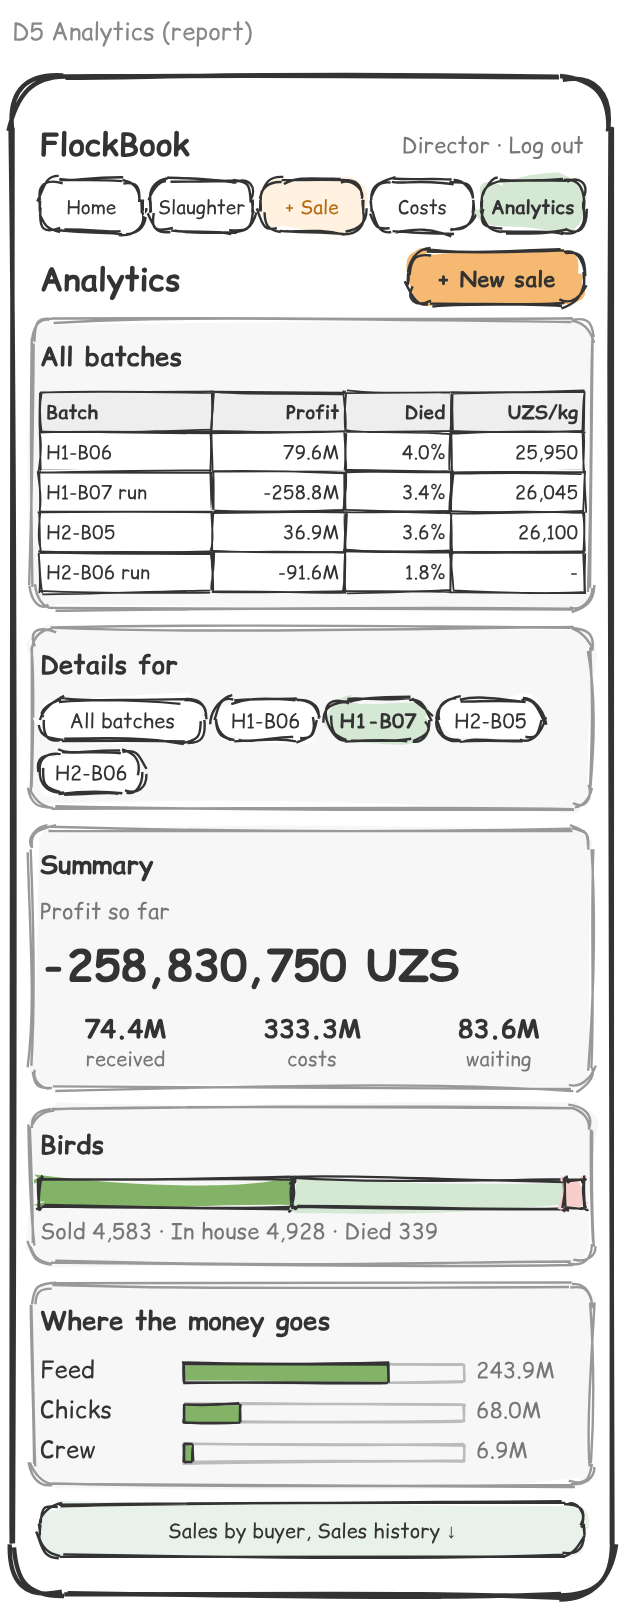 D5 Analytics (report)
FlockBook
Director · Log out
Home
Slaughter
+ Sale
Costs
Analytics
Analytics
+ New sale
All batches
Batch Profit Died UZS/kg
H1-B06 79.6M 4.0% 25,950
H1-B07 run -258.8M 3.4% 26,045
H2-B05 36.9M 3.6% 26,100
H2-B06 run -91.6M 1.8% -
Details for
All batches
H1-B06
H1-B07
H2-B05
H2-B06
Summary
Profit so far
-258,830,750 UZS
74.4M 333.3M 83.6M
received costs waiting
Birds
Sold 4,583 · In house 4,928 · Died 339
Where the money goes
Feed 243.9M
Chicks 68.0M
Crew 6.9M
Sales by buyer, Sales history ↓